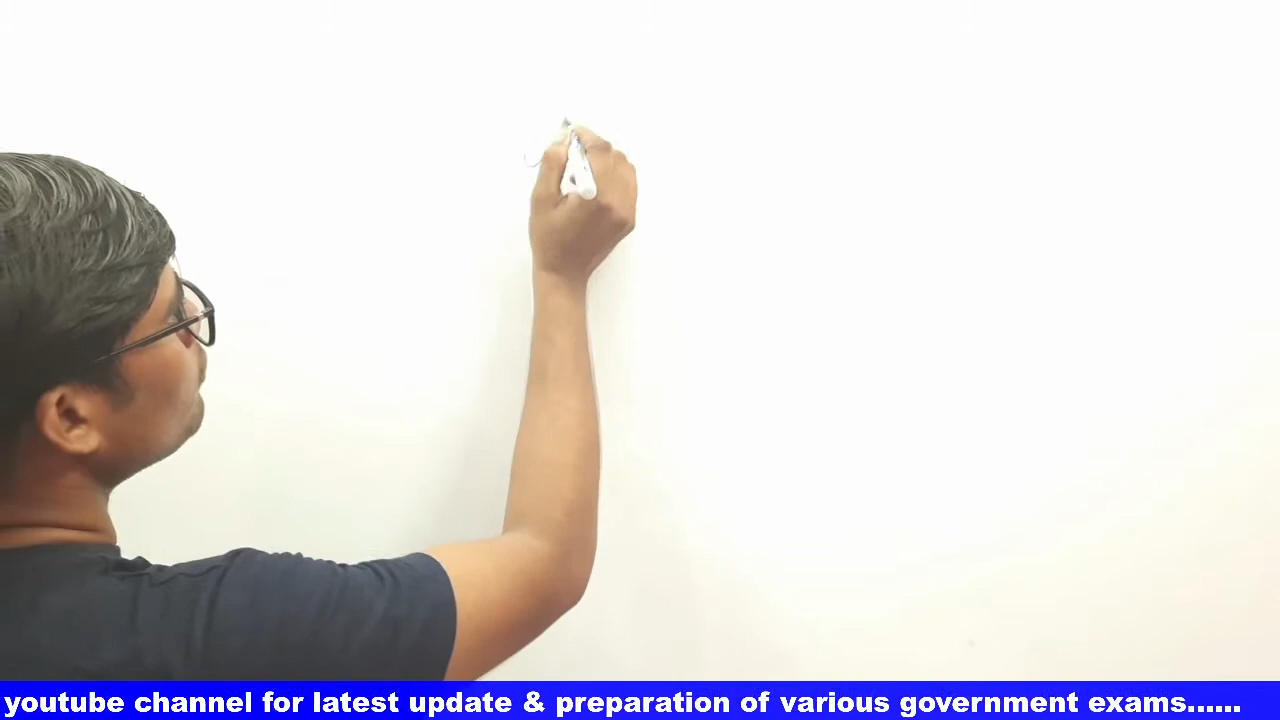 youtube channel for latest update & preparation of various government exams......